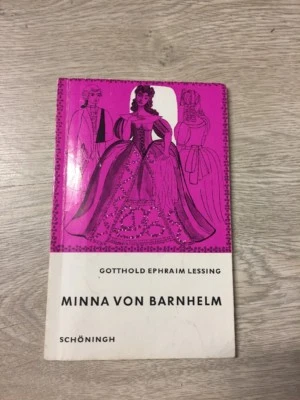 GOTTHOLD EPHRAIM LESSING
MINNA VON BARNHELM
SCHÖNINGH